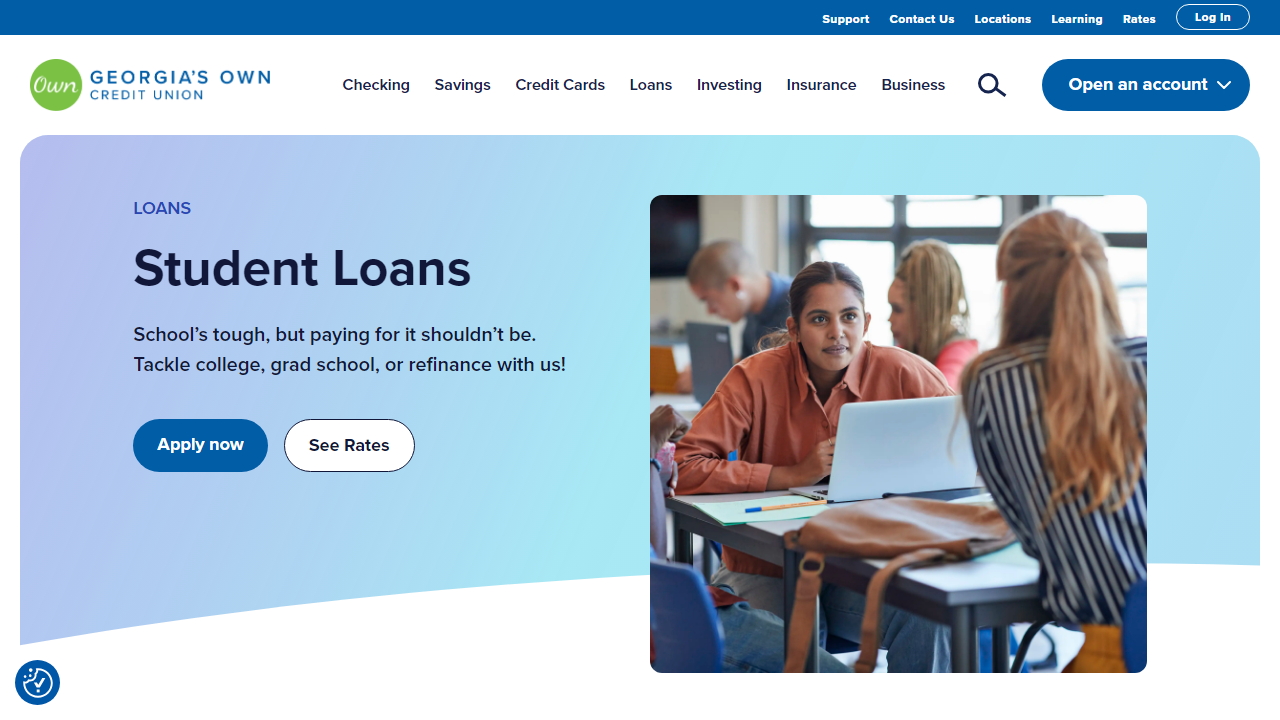 Support Contact Us Locations Learning Rates Log In
Own GEORGIA'S OWN
CREDIT UNION
Checking Savings Credit Cards Loans Investing Insurance Business Open an account
LOANS
Student Loans
School’s tough, but paying for it shouldn’t be.
Tackle college, grad school, or refinance with us!
Apply now See Rates